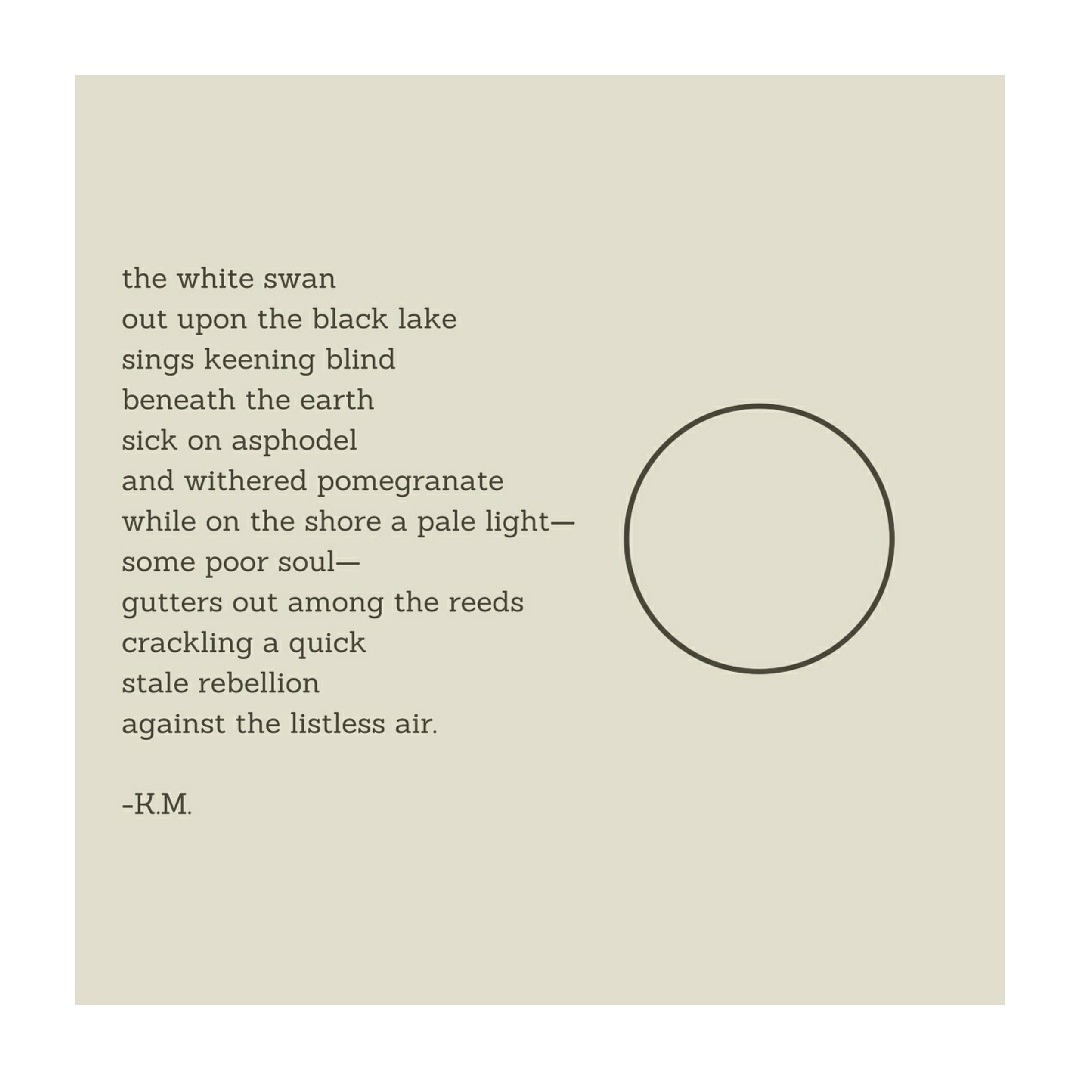 the white swan
out upon the black lake
sings keening blind
beneath the earth
sick on asphodel
and withered pomegranate
while on the shore a pale light—
some poor soul—
gutters out among the reeds
crackling a quick
stale rebellion
against the listless air.
-K.M.